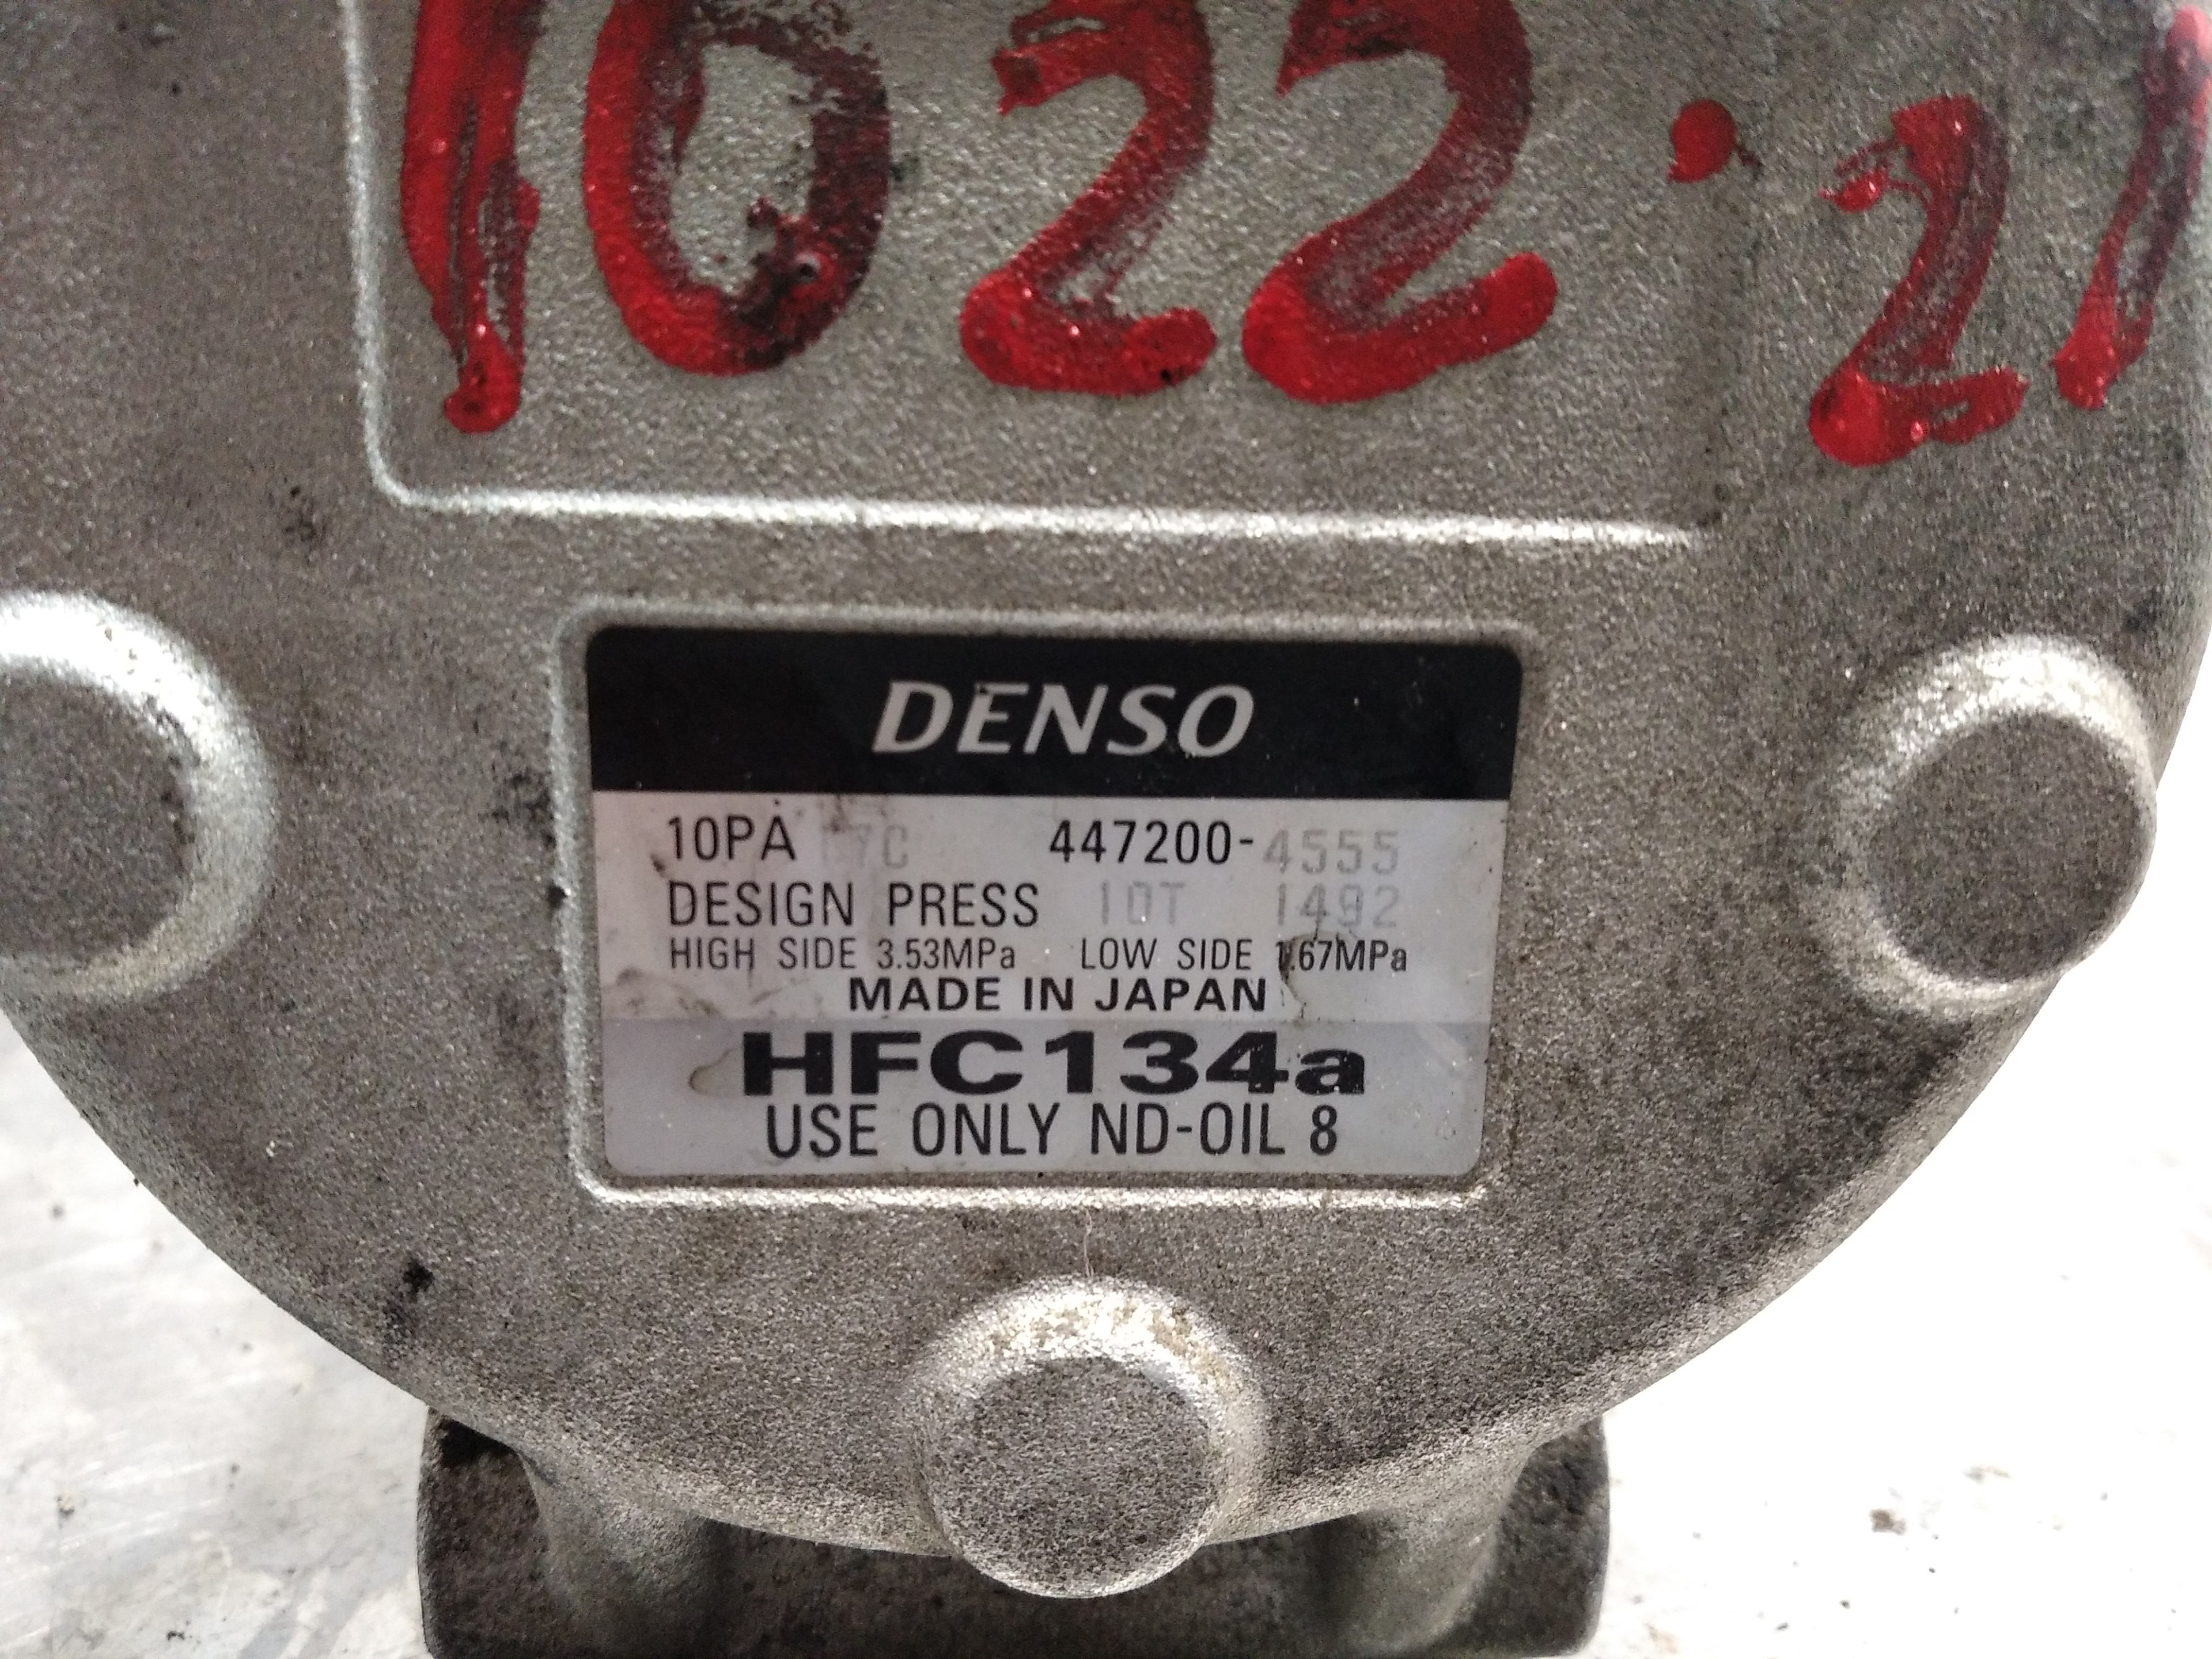 1022.21
DENSO
10PA 17C 447200-4555
DESIGN PRESS 10T 1492
HIGH SIDE 3.53MPa LOW SIDE 1.67MPa
MADE IN JAPAN
HFC134a
USE ONLY ND-OIL 8